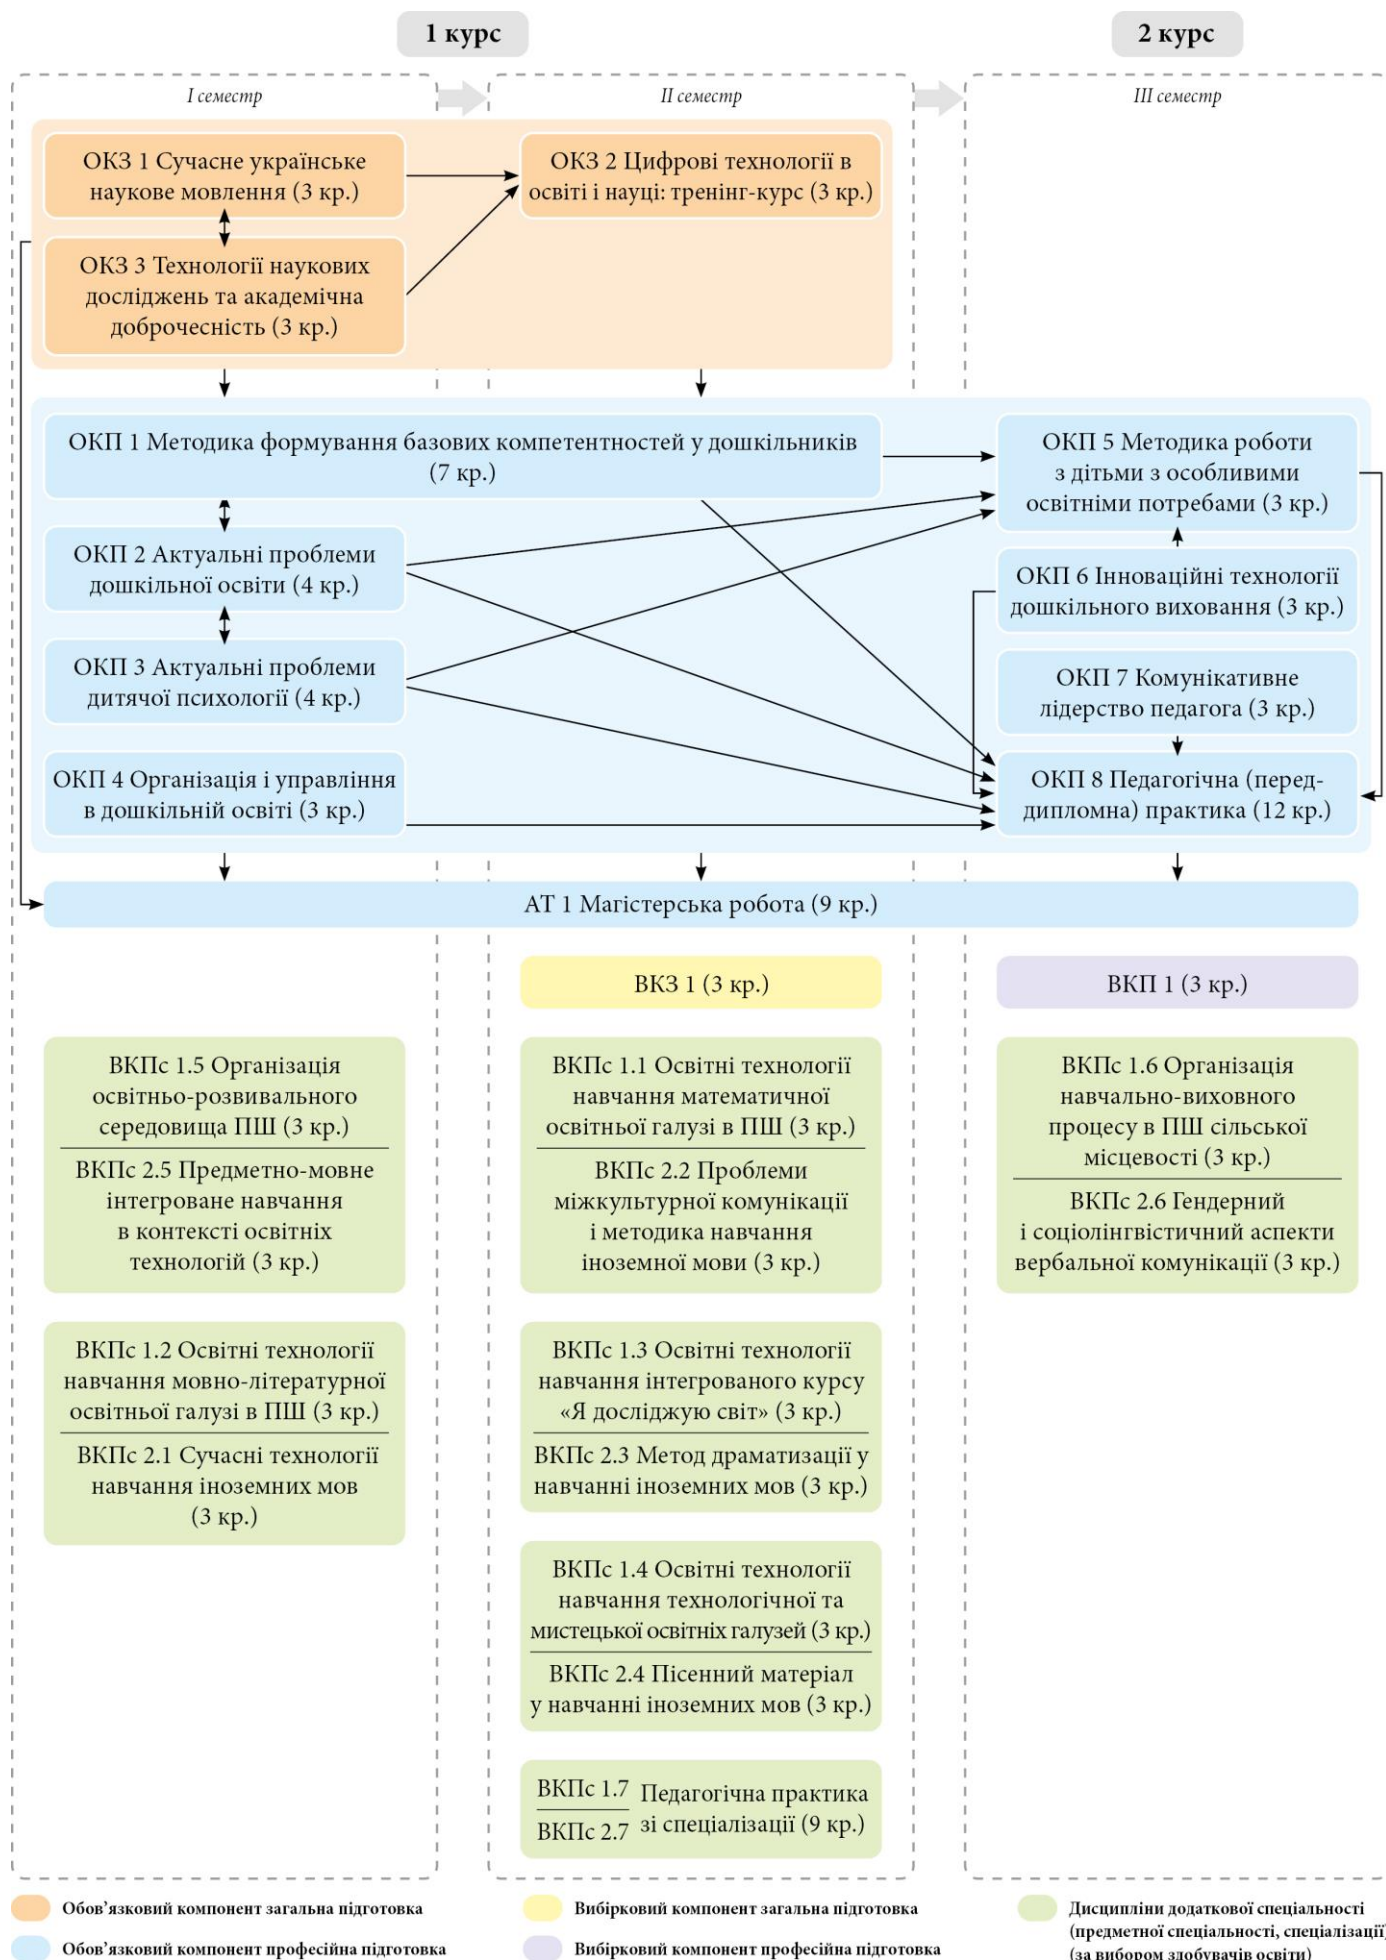 1 курс
2 курс
I семестр
II семестр
III семестр
ОКЗ 1 Сучасне українське
наукове мовлення (3 кр.)
ОКЗ 2 Цифрові технології в
освіті і науці: тренінг-курс (3 кр.)
ОКЗ 3 Технології наукових
досліджень та академічна
доброчесність (3 кр.)
ОКП 1 Методика формування базових компетентностей у дошкільників
(7 кр.)
ОКП 5 Методика роботи
з дітьми з особливими
освітніми потребами (3 кр.)
ОКП 2 Актуальні проблеми
дошкільної освіти (4 кр.)
ОКП 6 Інноваційні технології
дошкільного виховання (3 кр.)
ОКП 3 Актуальні проблеми
дитячої психології (4 кр.)
ОКП 7 Комунікативне
лідерство педагога (3 кр.)
ОКП 4 Організація і управління
в дошкільній освіті (3 кр.)
ОКП 8 Педагогічна (перед-
дипломна) практика (12 кр.)
АТ 1 Магістерська робота (9 кр.)
ВКЗ 1 (3 кр.)
ВКП 1 (3 кр.)
ВКПс 1.5 Організація
освітньо-розвивального
середовища ПШ (3 кр.)
ВКПс 2.5 Предметно-мовне
інтегроване навчання
в контексті освітніх
технологій (3 кр.)
ВКПс 1.1 Освітні технології
навчання математичної
освітньої галузі в ПШ (3 кр.)
ВКПс 2.2 Проблеми
міжкультурної комунікації
і методика навчання
іноземної мови (3 кр.)
ВКПс 1.6 Організація
навчально-виховного
процесу в ПШ сільської
місцевості (3 кр.)
ВКПс 2.6 Гендерний
і соціолінгвістичний аспекти
вербальної комунікації (3 кр.)
ВКПс 1.2 Освітні технології
навчання мовно-літературної
освітньої галузі в ПШ (3 кр.)
ВКПс 2.1 Сучасні технології
навчання іноземних мов
(3 кр.)
ВКПс 1.3 Освітні технології
навчання інтегрованого курсу
«Я досліджую світ» (3 кр.)
ВКПс 2.3 Метод драматизації у
навчанні іноземних мов (3 кр.)
ВКПс 1.4 Освітні технології
навчання технологічної та
мистецької освітніх галузей (3 кр.)
ВКПс 2.4 Пісенний матеріал
у навчанні іноземних мов (3 кр.)
ВКПс 1.7
ВКПс 2.7
Педагогічна практика
зі спеціалізації (9 кр.)
Обов’язковий компонент загальна підготовка
Обов’язковий компонент професійна підготовка
Вибірковий компонент загальна підготовка
Вибірковий компонент професійна підготовка
Дисципліни додаткової спеціальності
(предметної спеціальності, спеціалізації)
(за вибором здобувачів освіти)